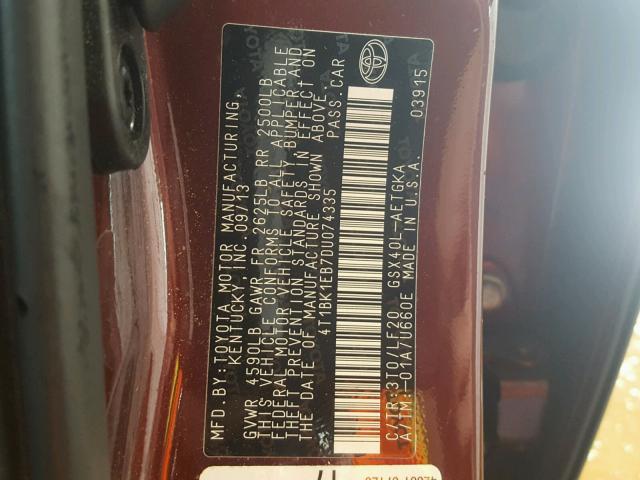 MFD. BY: TOYOTA MOTOR MANUFACTURING,
KENTUCKY, INC. 09/13
GVWR 4590LB GAWR FR 2625LB RR 2500LB
THIS VEHICLE CONFORMS TO ALL APPLICABLE
FEDERAL MOTOR VEHICLE SAFETY, BUMPER AND
THEFT PREVENTION STANDARDS IN EFFECT ON
THE DATE OF MANUFACTURE SHOWN ABOVE.
4T1BK1EB7DU074335 PASS.CAR
C/TR:3T0/LF20 GSX40L-AETGKA
A/TM:-01A/U660E MADE IN U.S.A.
03915